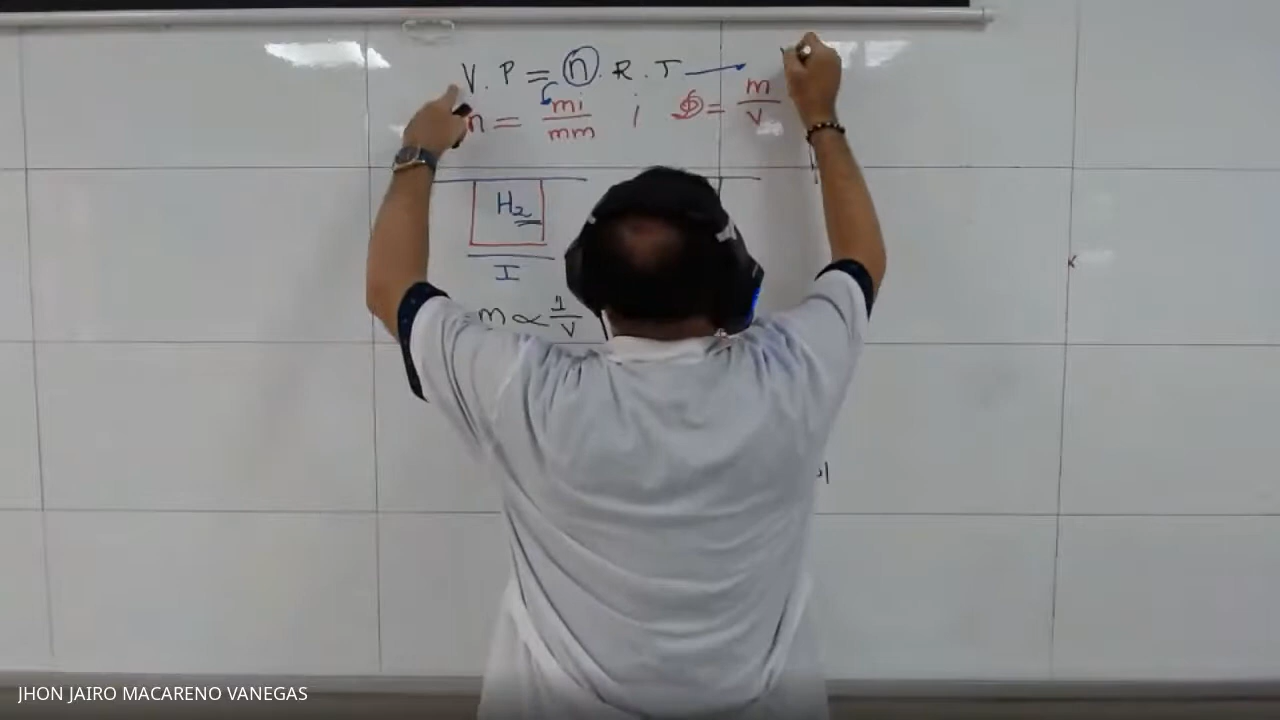 V. P = n. R. T →
n = mi/mm ; D = m/V
H2
I
m ∝ 1/V
JHON JAIRO MACARENO VANEGAS